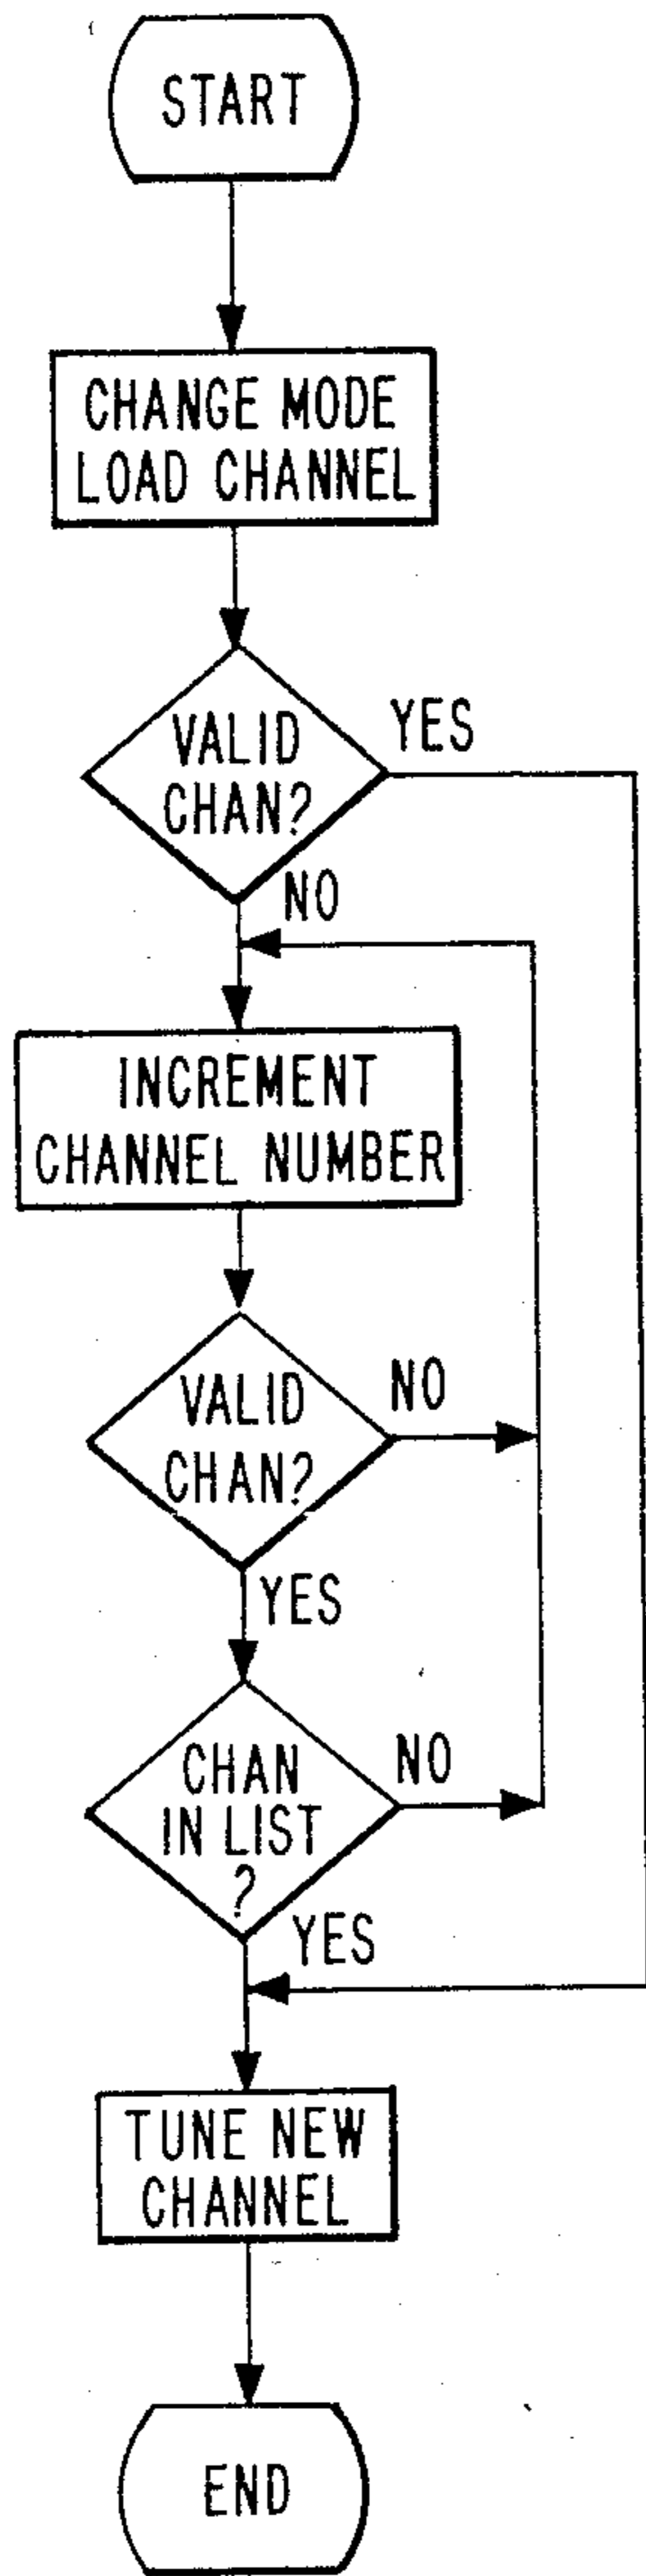 START
CHANGE MODE
LOAD CHANNEL
VALID
CHAN?
YES
NO
INCREMENT
CHANNEL NUMBER
VALID
CHAN?
NO
YES
CHAN
IN LIST
?
NO
YES
TUNE NEW
CHANNEL
END